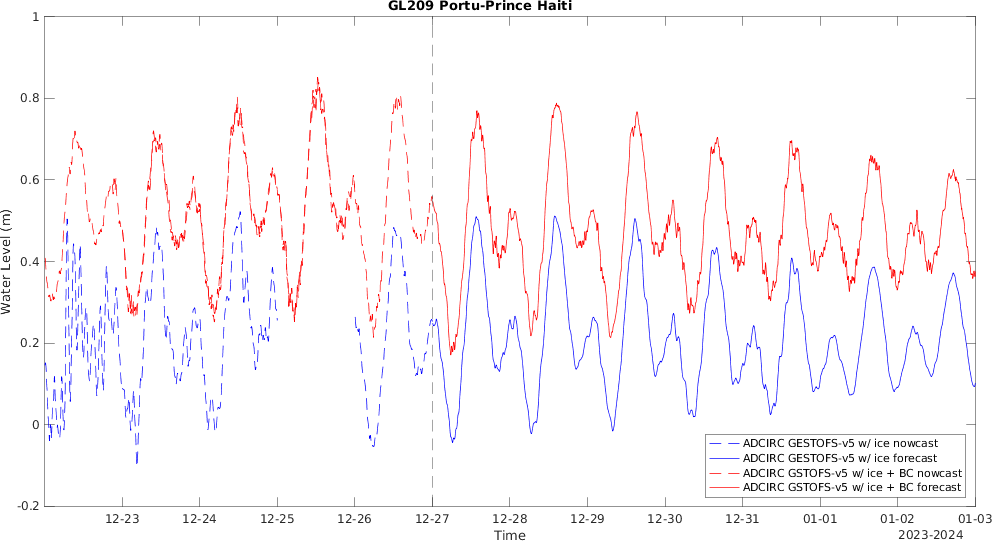 GL209 Portu-Prince Haiti
1
0.8
0.6
0.4
0.2
0
-0.2
Water Level (m)
ADCIRC GESTOFS-v5 w/ ice nowcast
ADCIRC GESTOFS-v5 w/ ice forecast
ADCIRC GSTOFS-v5 w/ ice + BC nowcast
ADCIRC GSTOFS-v5 w/ ice + BC forecast
12-23 12-24 12-25 12-26 12-27 12-28 12-29 12-30 12-31 01-01 01-02 01-03
Time
2023-2024